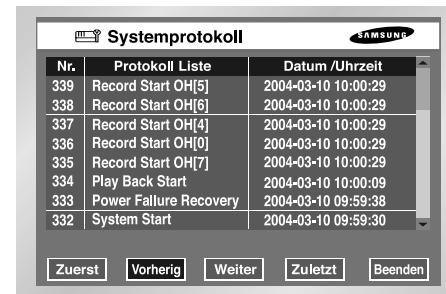 Systemprotokoll
SAMSUNG
Nr. Protokoll Liste Datum /Uhrzeit
339 Record Start OH[5] 2004-03-10 10:00:29
338 Record Start OH[6] 2004-03-10 10:00:29
337 Record Start OH[4] 2004-03-10 10:00:29
336 Record Start OH[0] 2004-03-10 10:00:29
335 Record Start OH[7] 2004-03-10 10:00:29
334 Play Back Start 2004-03-10 10:00:09
333 Power Failure Recovery 2004-03-10 09:59:38
332 System Start 2004-03-10 09:59:30
Zuerst Vorherig Weiter Zuletzt Beenden